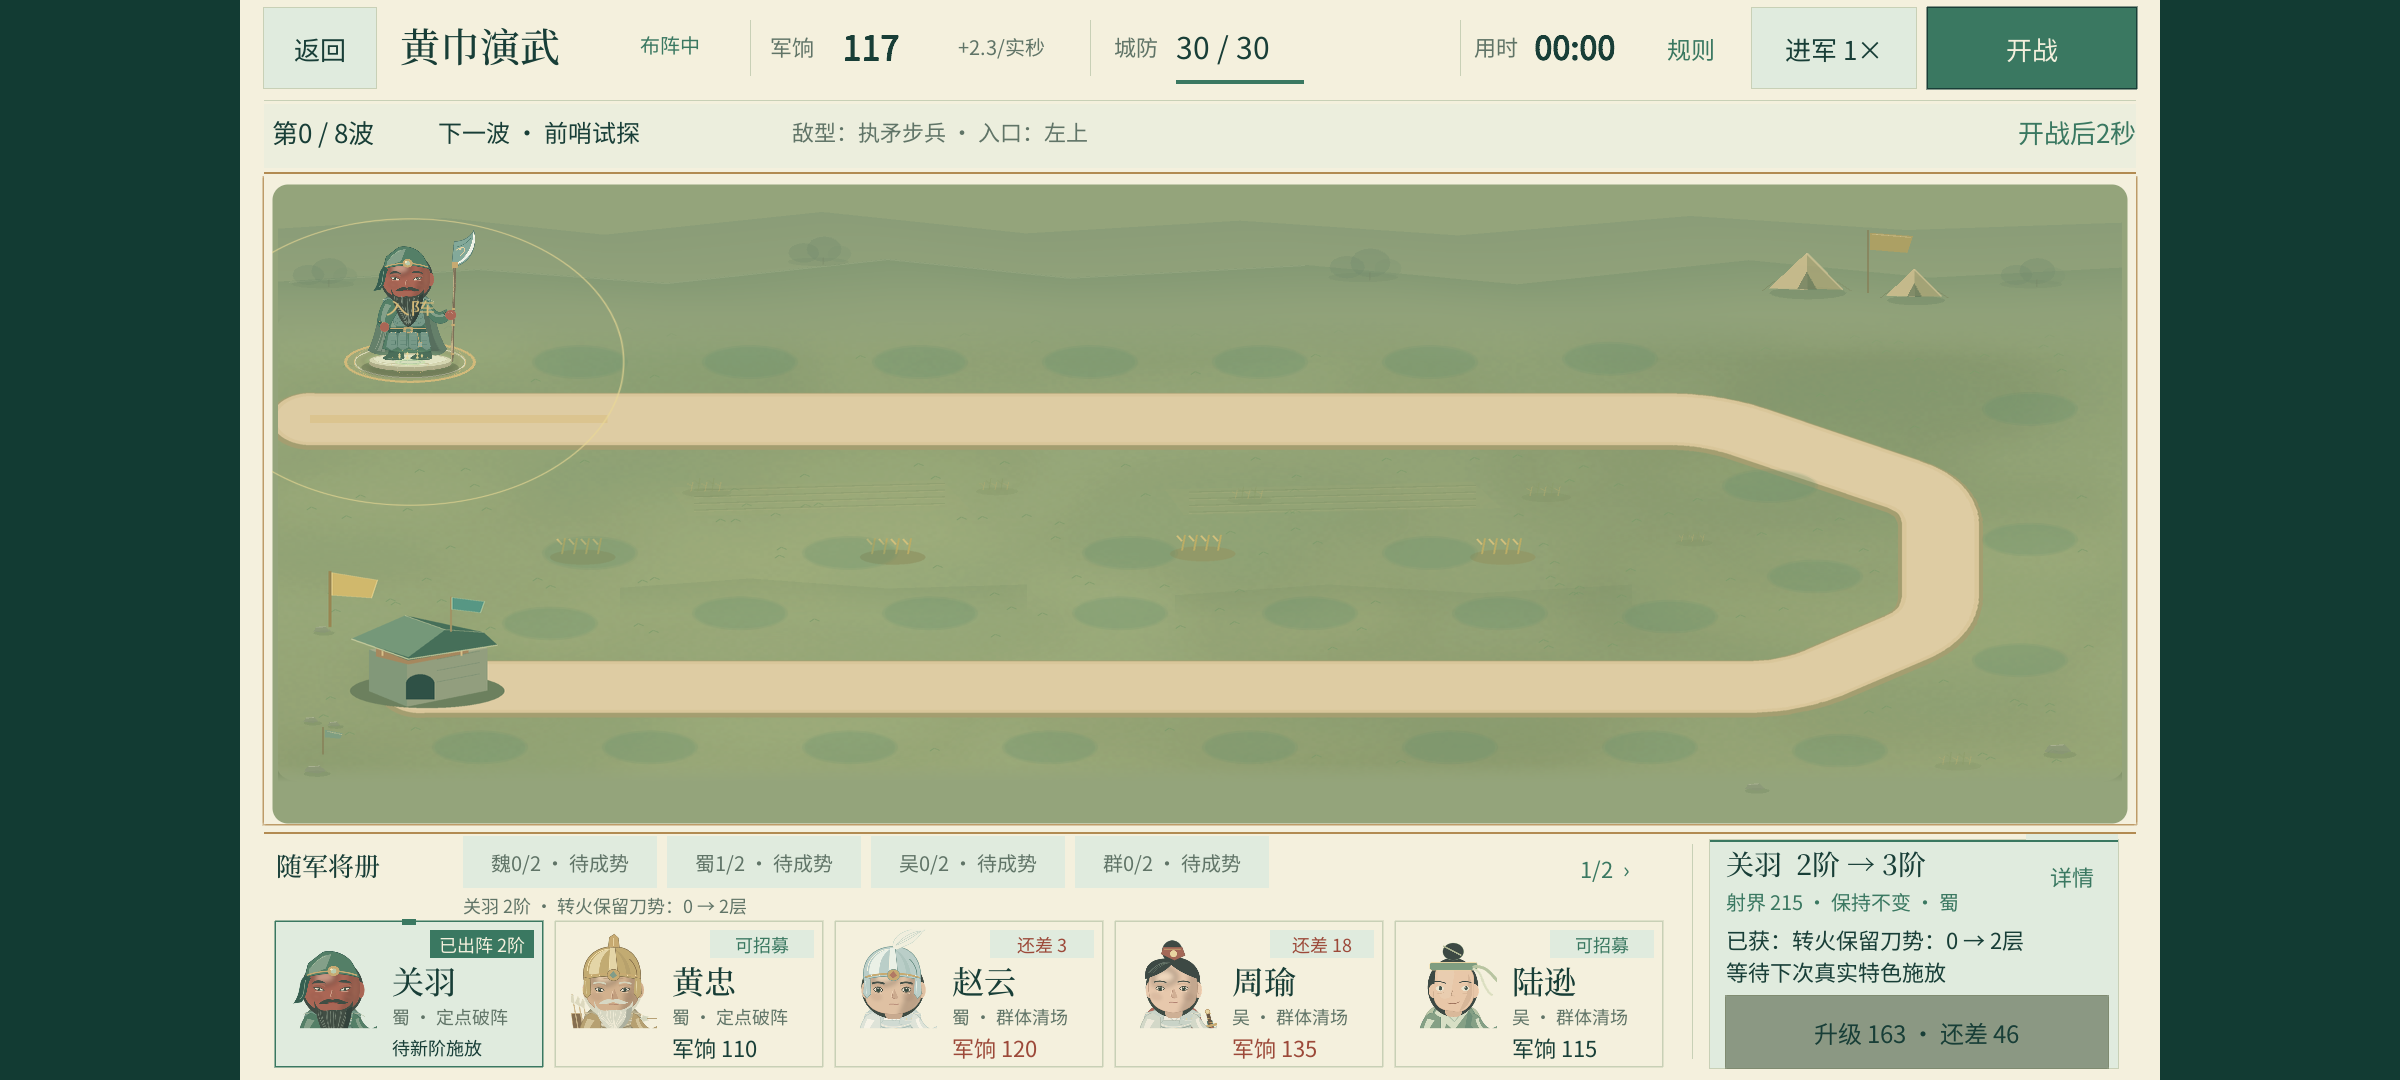 返回
黄巾演武
布阵中
军饷 117 +2.3/实秒
城防 30 / 30
用时 00:00
规则
进军 1×
开战
第0 / 8波
下一波 · 前哨试探
敌型：执矛步兵 · 入口：左上
开战后2秒
入阵
随军将册
魏0/2 · 待成势
蜀1/2 · 待成势
吴0/2 · 待成势
群0/2 · 待成势
1/2 ›
关羽 2阶 · 转火保留刀势：0 → 2层
已出阵 2阶
关羽
蜀 · 定点破阵
待新阶施放
可招募
黄忠
蜀 · 定点破阵
军饷 110
还差 3
赵云
蜀 · 群体清场
军饷 120
还差 18
周瑜
吴 · 群体清场
军饷 135
可招募
陆逊
吴 · 群体清场
军饷 115
关羽 2阶 → 3阶
详情
射界 215 · 保持不变 · 蜀
已获：转火保留刀势：0 → 2层
等待下次真实特色施放
升级 163 · 还差 46